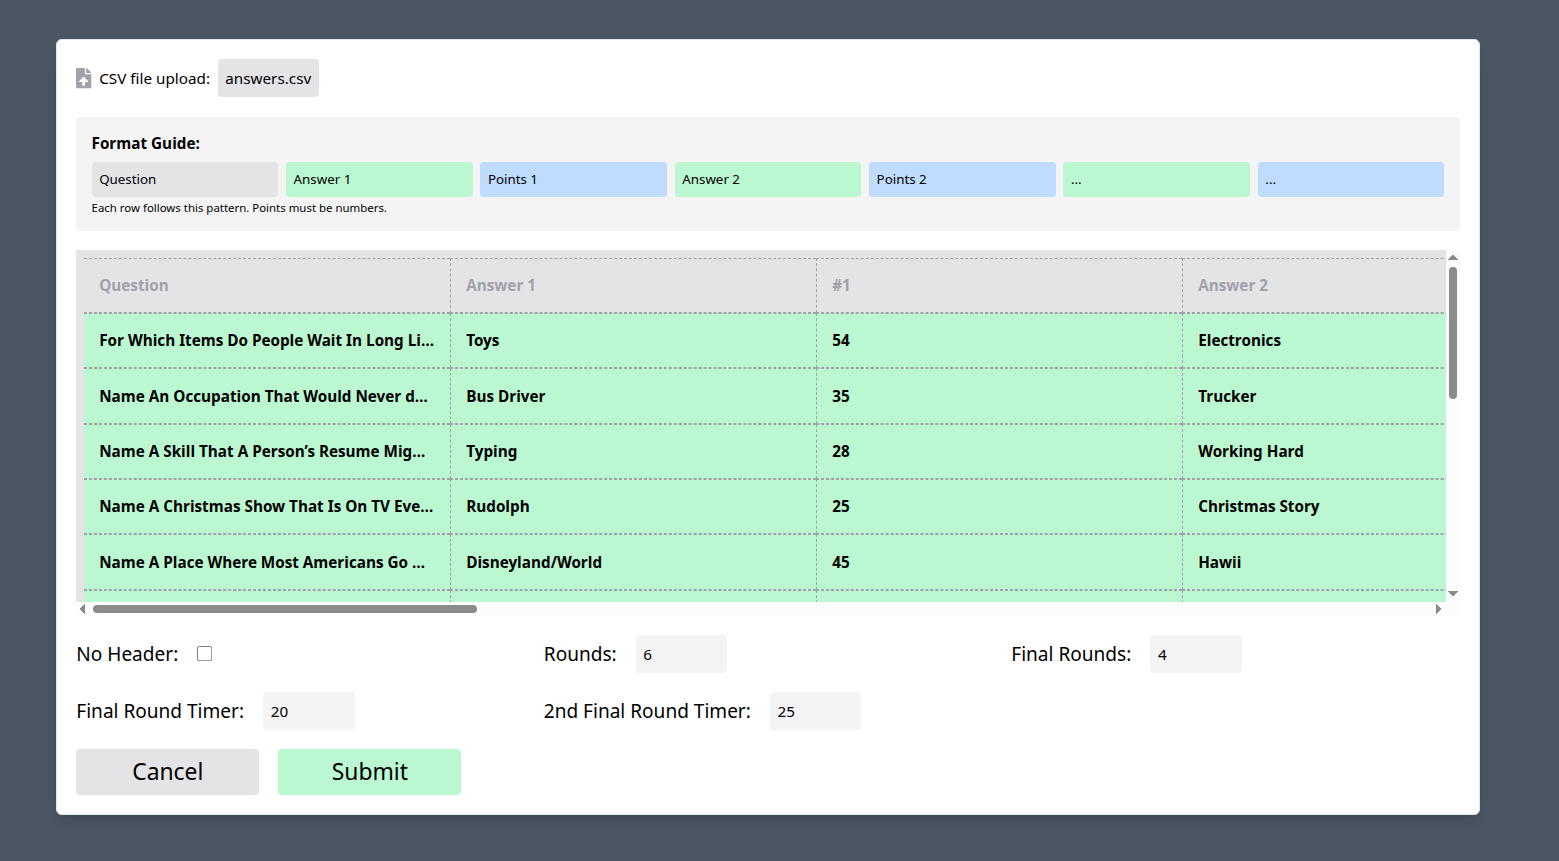 CSV file upload: answers.csv
Format Guide:
Question Answer 1 Points 1 Answer 2 Points 2 ... ...
Each row follows this pattern. Points must be numbers.
Question Answer 1 #1 Answer 2
For Which Items Do People Wait In Long Li... Toys 54 Electronics
Name An Occupation That Would Never d... Bus Driver 35 Trucker
Name A Skill That A Person’s Resume Mig... Typing 28 Working Hard
Name A Christmas Show That Is On TV Eve... Rudolph 25 Christmas Story
Name A Place Where Most Americans Go ... Disneyland/World 45 Hawii
No Header: Rounds: 6 Final Rounds: 4
Final Round Timer: 20 2nd Final Round Timer: 25
Cancel Submit